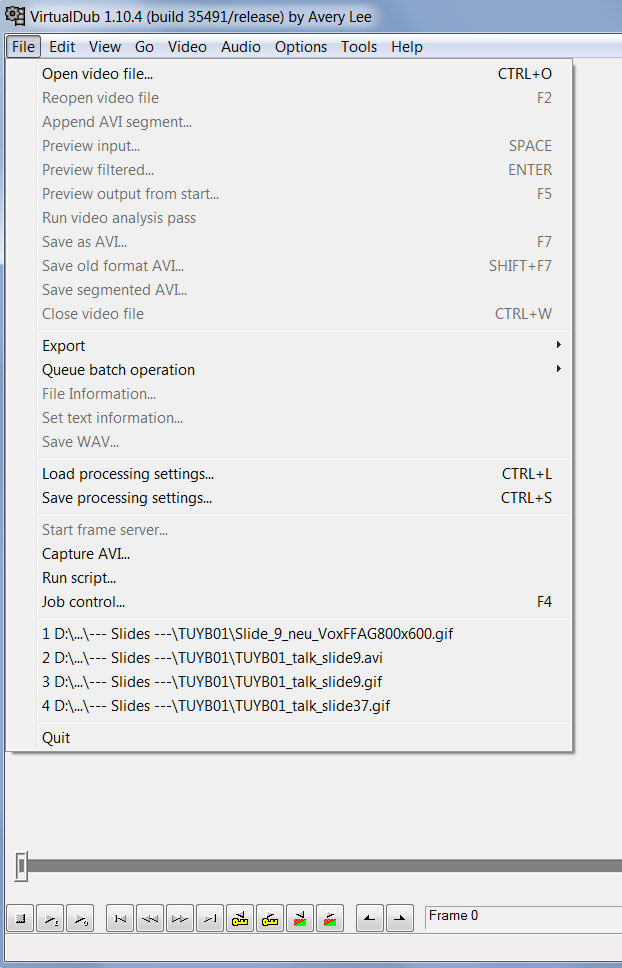 VirtualDub 1.10.4 (build 35491/release) by Avery Lee
File Edit View Go Video Audio Options Tools Help
Open video file... CTRL+O
Reopen video file F2
Append AVI segment...
Preview input... SPACE
Preview filtered... ENTER
Preview output from start... F5
Run video analysis pass
Save as AVI... F7
Save old format AVI... SHIFT+F7
Save segmented AVI...
Close video file CTRL+W
Export
Queue batch operation
File Information...
Set text information...
Save WAV...
Load processing settings... CTRL+L
Save processing settings... CTRL+S
Start frame server...
Capture AVI...
Run script...
Job control... F4
1 D:\...\--- Slides ---\TUYB01\Slide_9_neu_VoxFFAG800x600.gif
2 D:\...\--- Slides ---\TUYB01\TUYB01_talk_slide9.avi
3 D:\...\--- Slides ---\TUYB01\TUYB01_talk_slide9.gif
4 D:\...\--- Slides ---\TUYB01\TUYB01_talk_slide37.gif
Quit
Frame 0